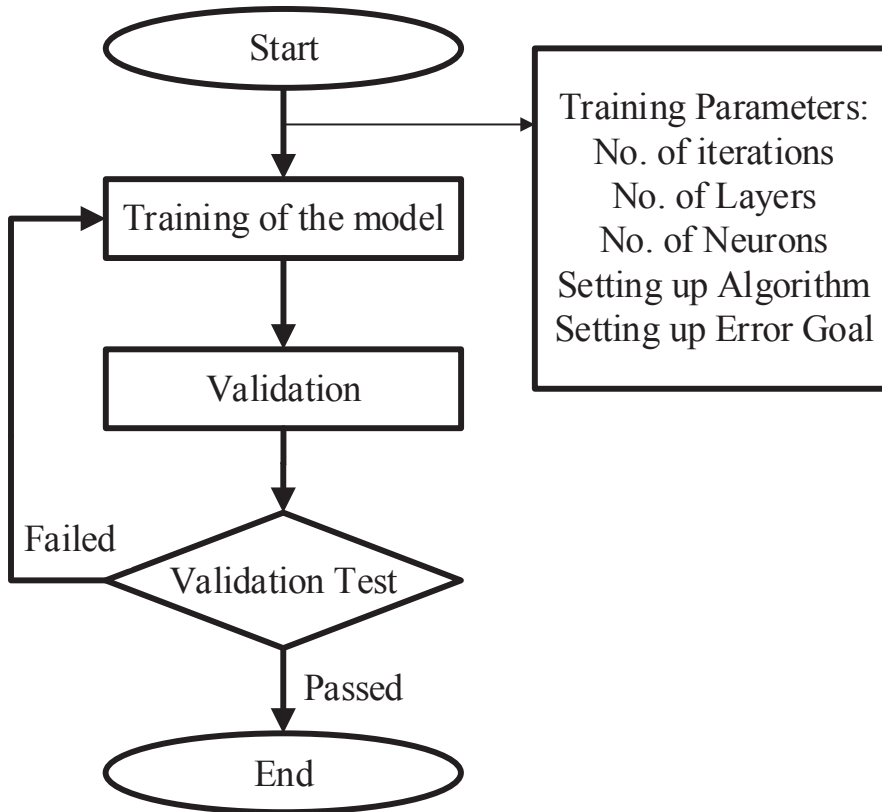 Start
Training Parameters:
No. of iterations
No. of Layers
No. of Neurons
Setting up Algorithm
Setting up Error Goal
Training of the model
Validation
Failed
Validation Test
Passed
End